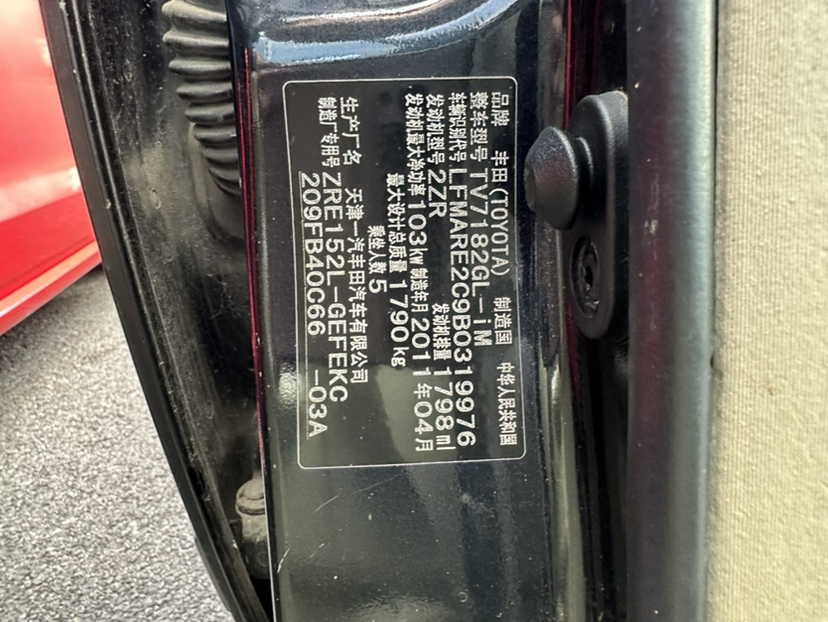 品牌 丰田(TOYOTA) 制造国 中华人民共和国
整车型号 TV7182GL-iM
车辆识别代号 LFMARE2C9B0319976
发动机型号 2ZR 发动机排量 1798ml
发动机最大净功率 103kw 制造年月 2011年04月
最大设计总质量 1790kg
乘坐人数 5
生产厂名 天津一汽丰田汽车有限公司
制造厂专用号 ZRE152L-GEFEKC
209FB40C66 -03A